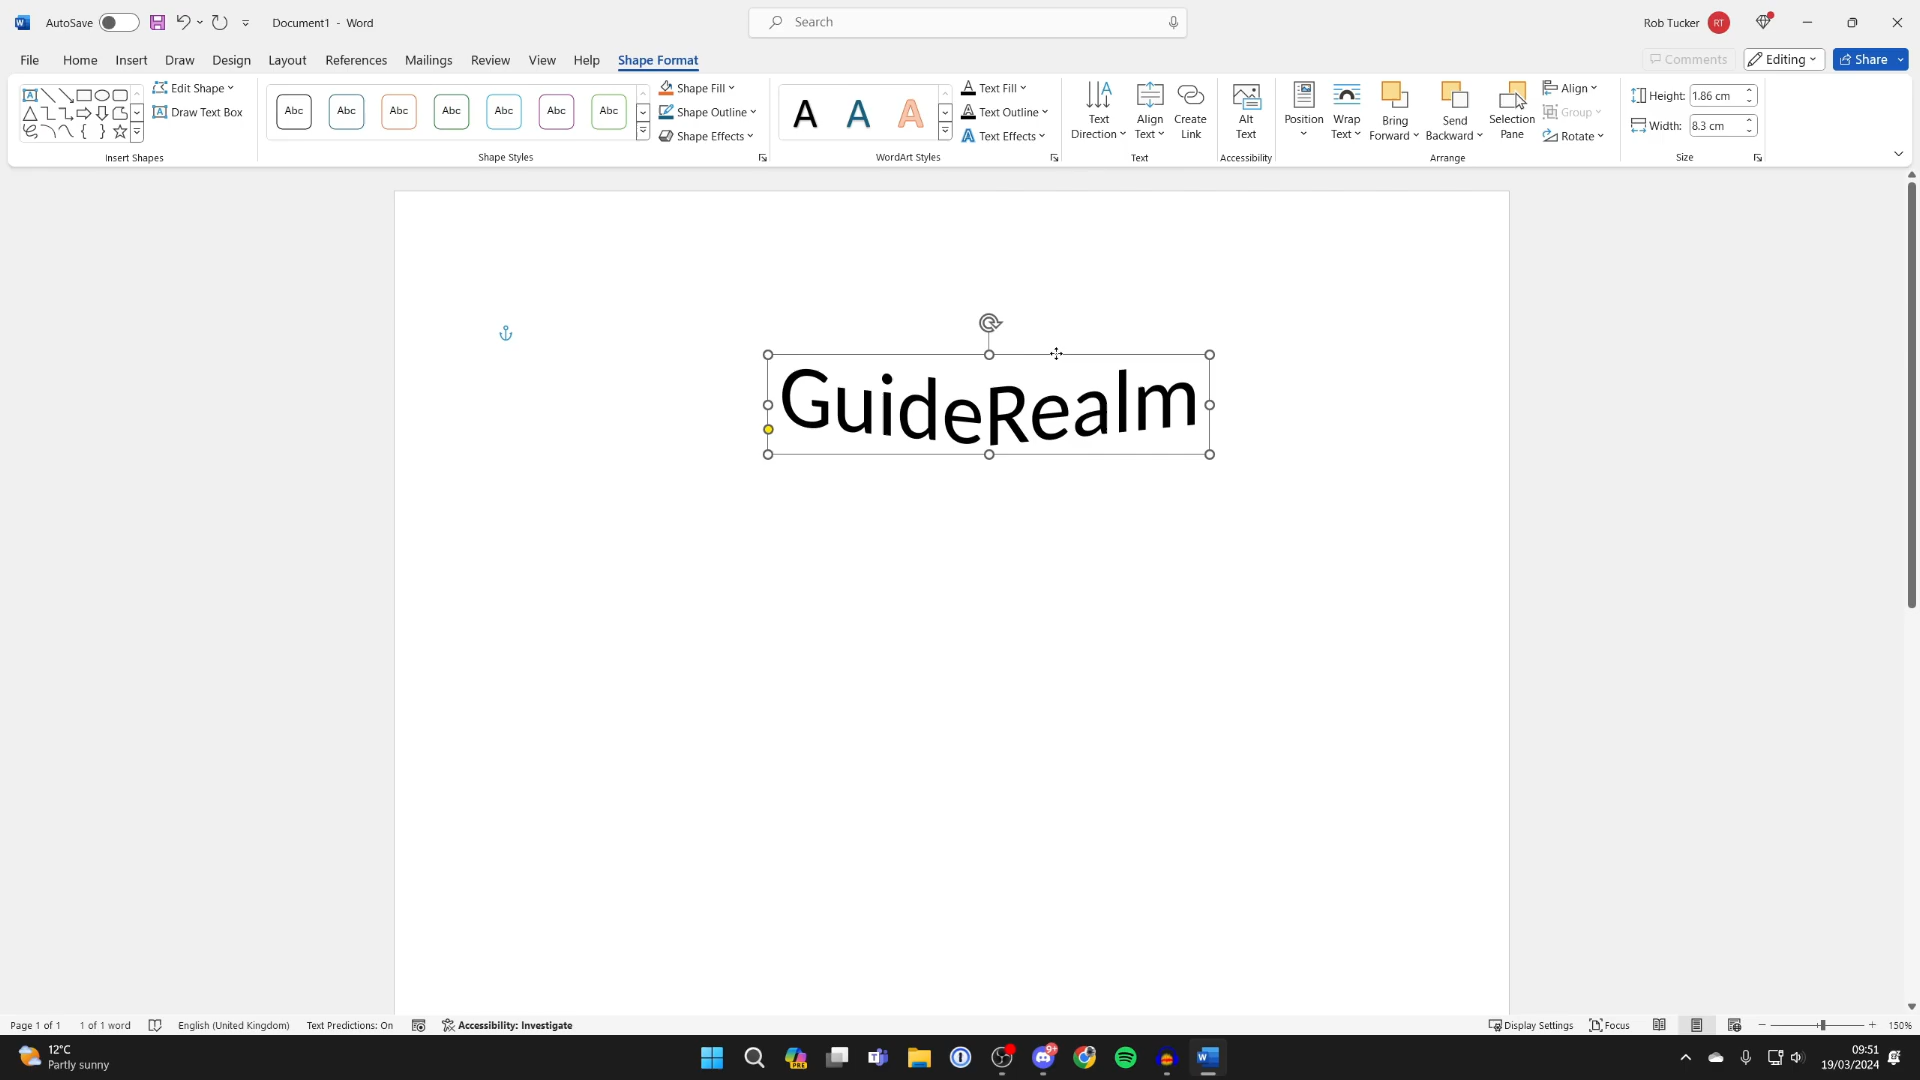 AutoSave Document1 - Word Search Rob Tucker RT
File Home Insert Draw Design Layout References Mailings Review View Help Shape Format Comments Editing Share
Edit Shape
Draw Text Box
Insert Shapes
Abc Abc Abc Abc Abc Abc Abc
Shape Fill
Shape Outline
Shape Effects
Shape Styles
A A A
Text Fill
Text Outline
Text Effects
WordArt Styles
Text Direction
Align Text
Create Link
Text
Alt Text
Accessibility
Position
Wrap Text
Bring Forward
Send Backward
Selection Pane
Align
Group
Rotate
Arrange
Height: 1.86 cm
Width: 8.3 cm
Size
GuideRealm
Page 1 of 1 1 of 1 word English (United Kingdom) Text Predictions: On Accessibility: Investigate Display Settings Focus 150%
12°C
Partly sunny
PRE
9+
09:51
19/03/2024